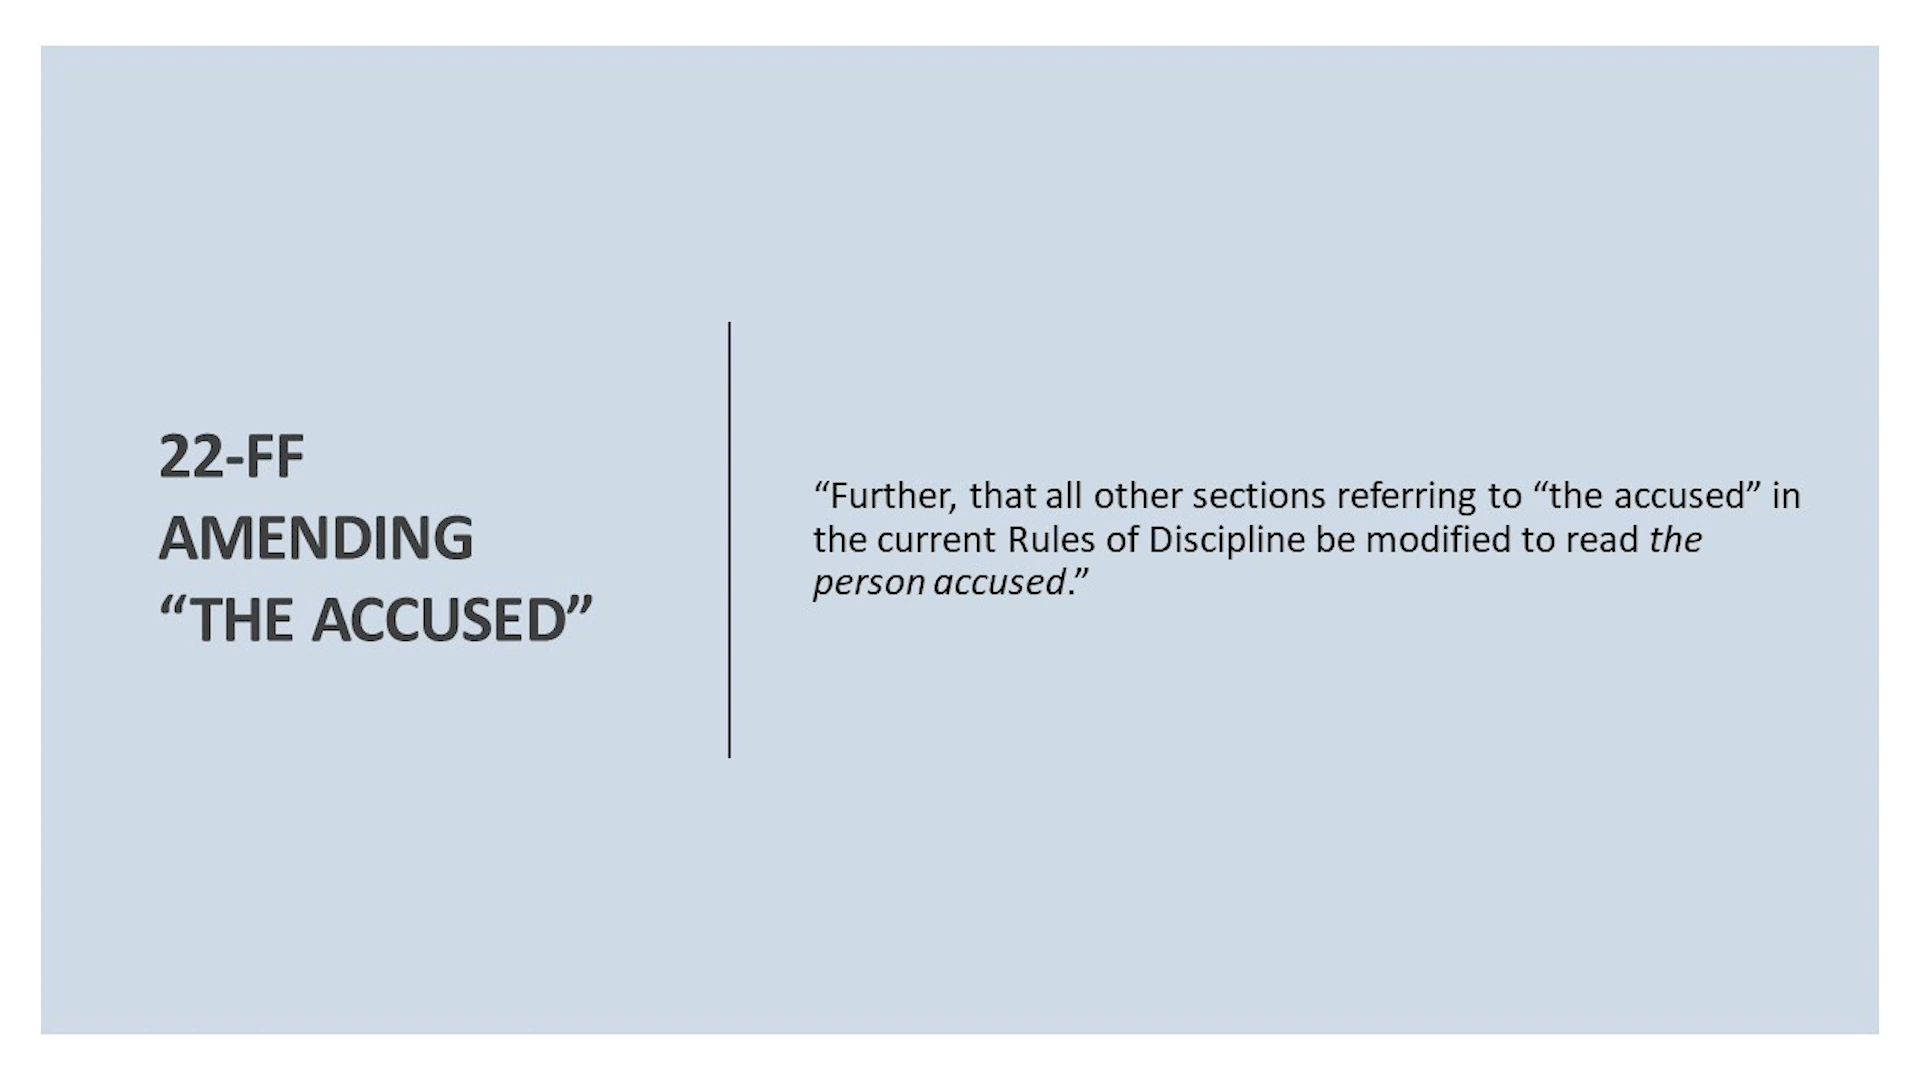 22-FF
AMENDING
“THE ACCUSED”
“Further, that all other sections referring to “the accused” in
the current Rules of Discipline be modified to read the
person accused.”